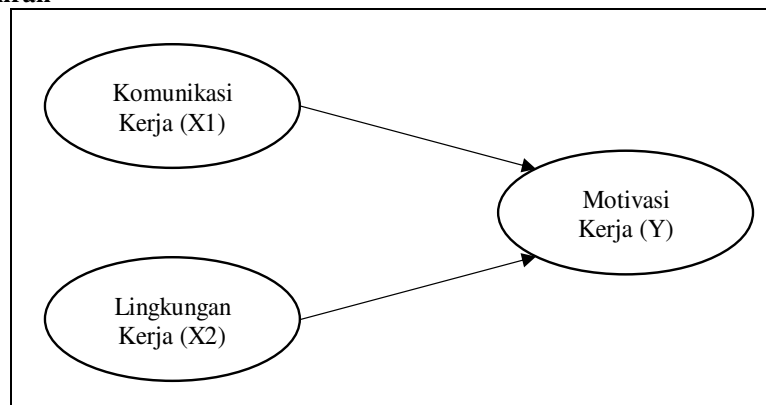 Komunikasi
Kerja (X1)
Motivasi
Kerja (Y)
Lingkungan
Kerja (X2)